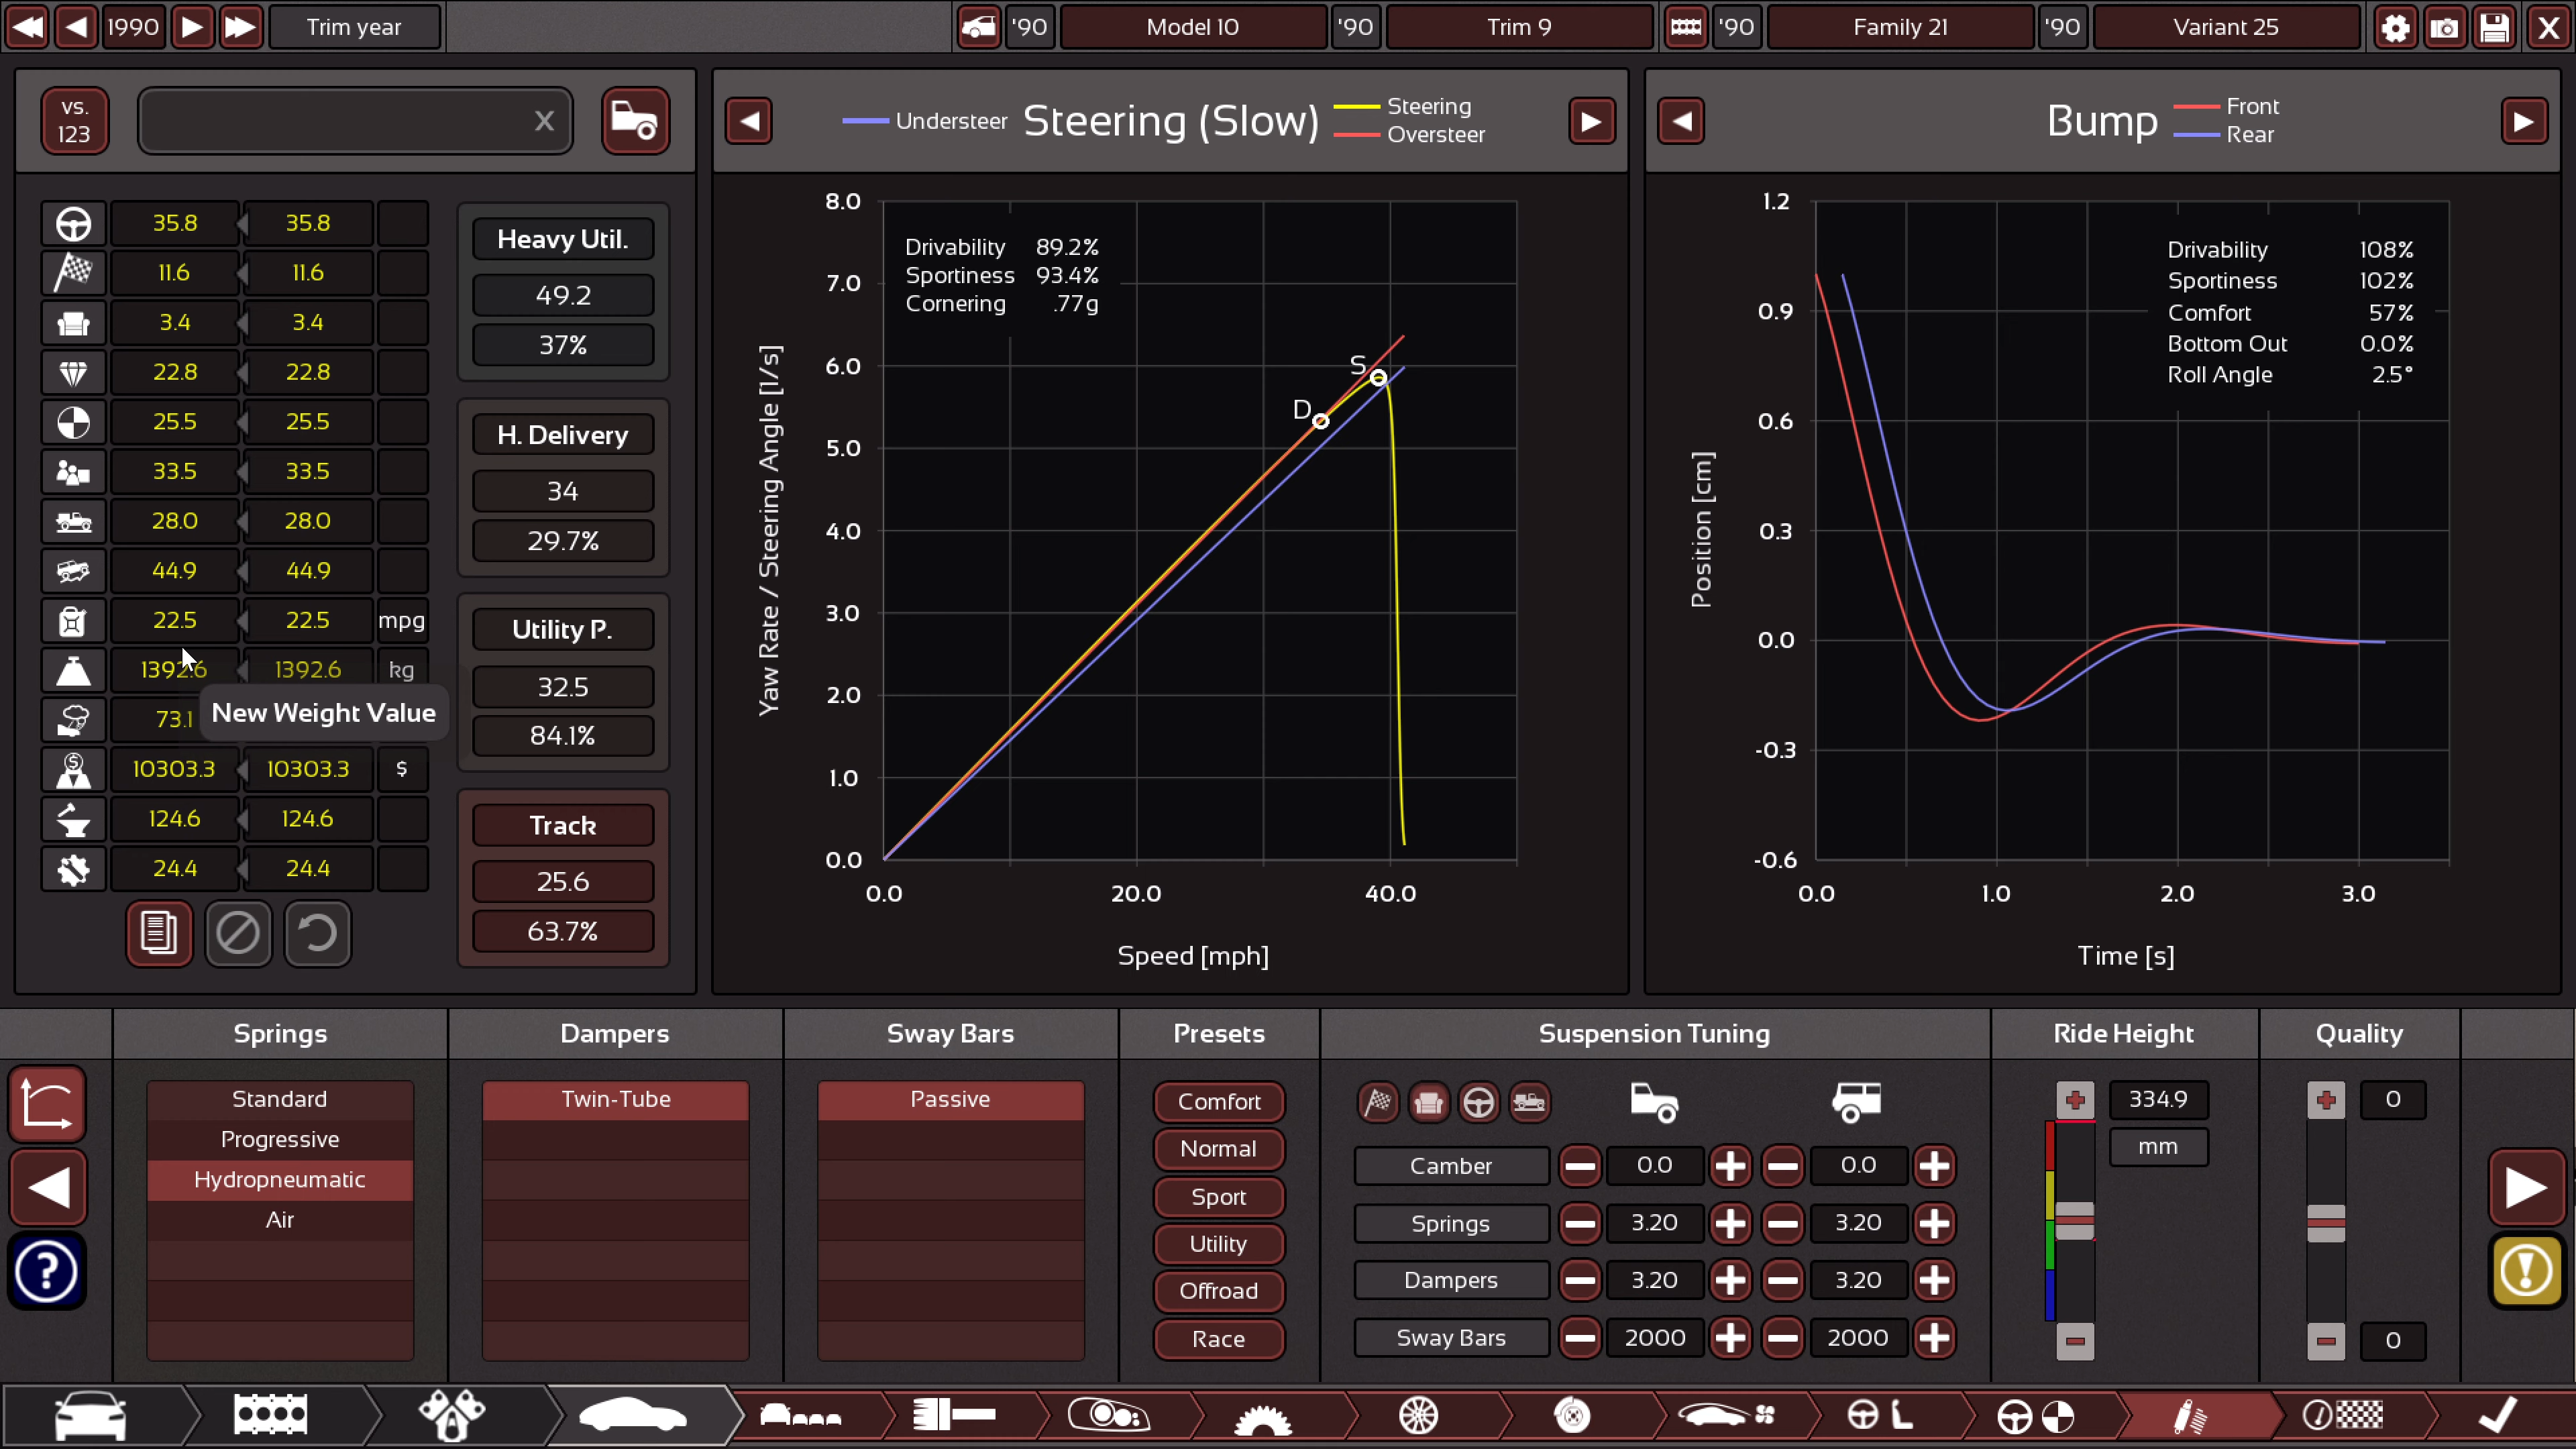 1990
Trim year
'90
Model 10
'90
Trim 9
'90
Family 21
'90
Variant 25
X
vs.
123
X
35.8 35.8
11.6 11.6
3.4 3.4
22.8 22.8
25.5 25.5
33.5 33.5
28.0 28.0
44.9 44.9
22.5 22.5 mpg
1392.6 1392.6 kg
73.1
New Weight Value
10303.3 10303.3 $
124.6 124.6
24.4 24.4
Heavy Util.
49.2
37%
H. Delivery
34
29.7%
Utility P.
32.5
84.1%
Track
25.6
63.7%
Understeer
Steering (Slow)
Steering
Oversteer
Drivability 89.2%
Sportiness 93.4%
Cornering .77g
8.0
7.0
6.0
5.0
4.0
3.0
2.0
1.0
0.0
S
D
Yaw Rate / Steering Angle [1/s]
0.0 20.0 40.0
Speed [mph]
Bump
Front
Rear
Drivability 108%
Sportiness 102%
Comfort 57%
Bottom Out 0.0%
Roll Angle 2.5°
1.2
0.9
0.6
0.3
0.0
-0.3
-0.6
Position [cm]
0.0 1.0 2.0 3.0
Time [s]
Springs
Standard
Progressive
Hydropneumatic
Air
Dampers
Twin-Tube
Sway Bars
Passive
Presets
Comfort
Normal
Sport
Utility
Offroad
Race
Suspension Tuning
Camber 0.0 0.0
Springs 3.20 3.20
Dampers 3.20 3.20
Sway Bars 2000 2000
Ride Height
334.9
mm
Quality
0
0
?
!